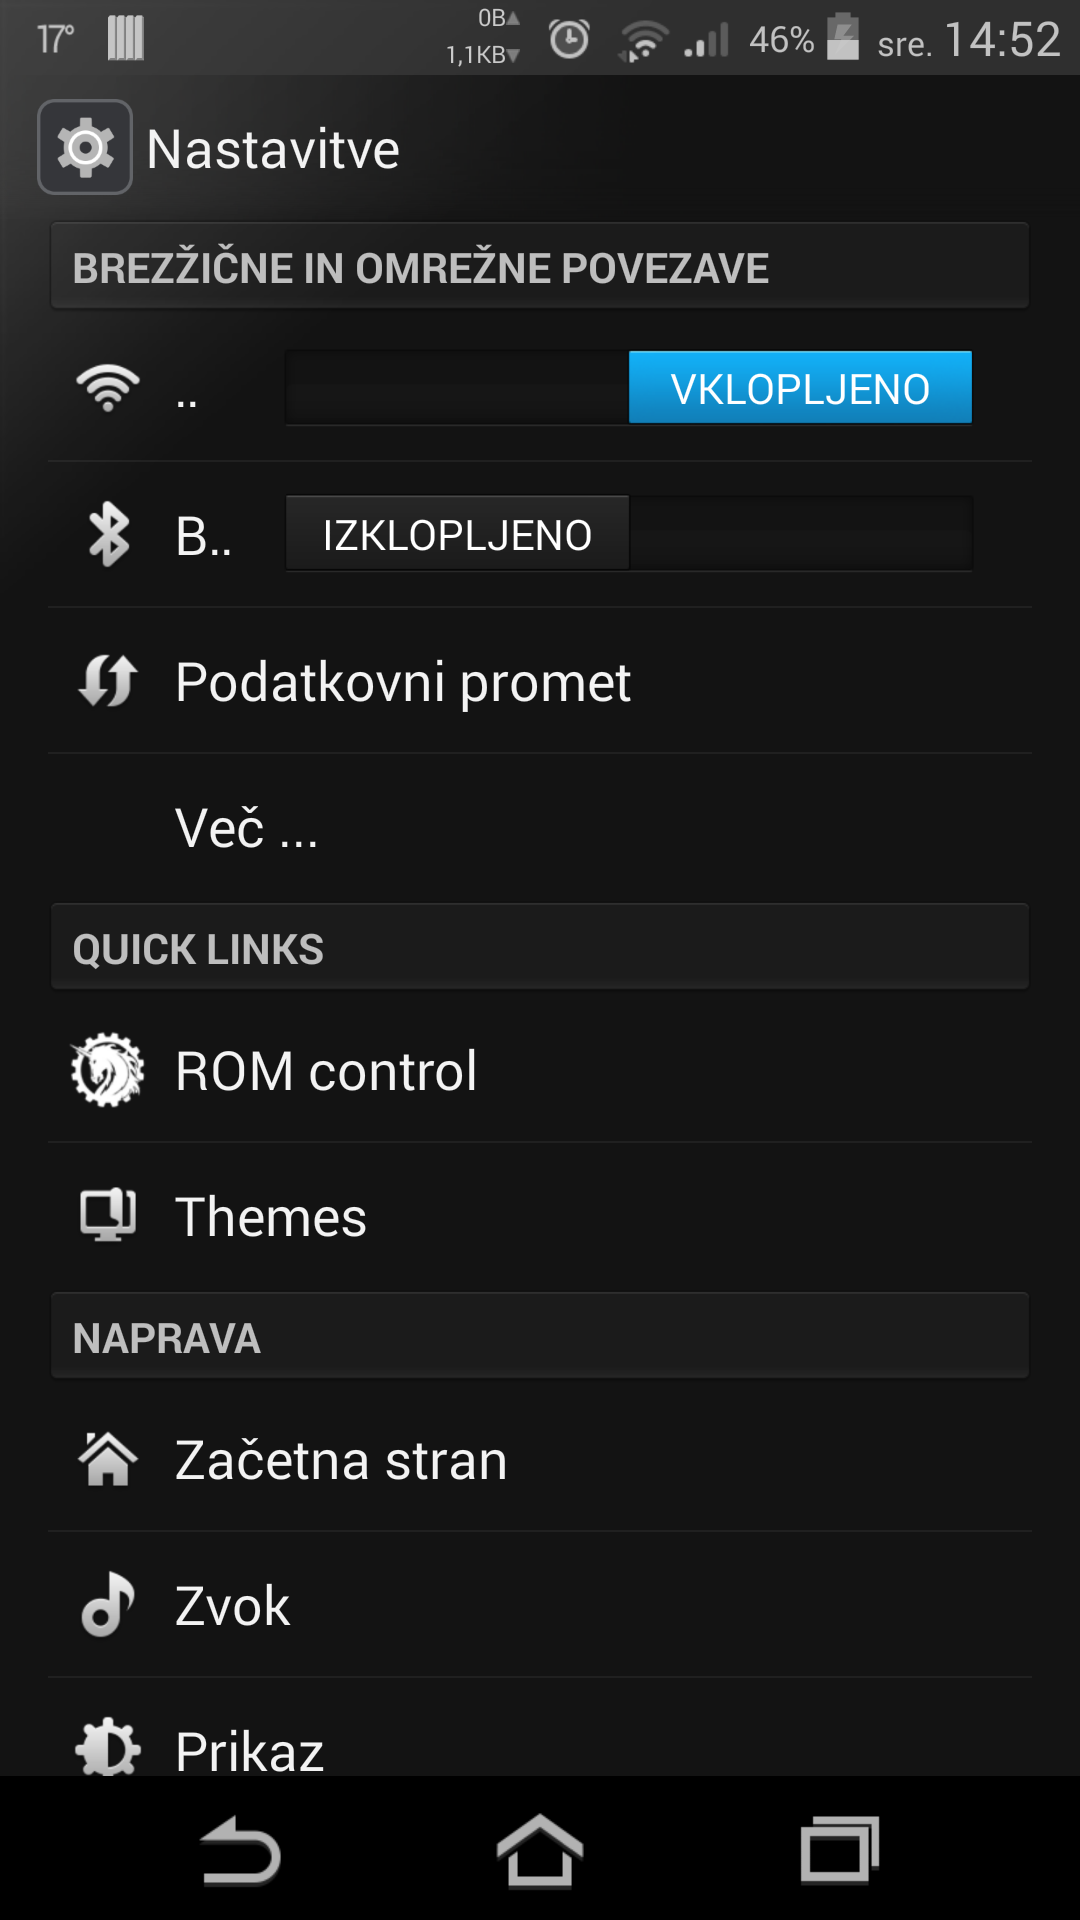 17°
0B
1,1KB
46%
sre. 14:52
Nastavitve
BREZŽIČNE IN OMREŽNE POVEZAVE
..
VKLOPLJENO
B..
IZKLOPLJENO
Podatkovni promet
Več ...
QUICK LINKS
ROM control
Themes
NAPRAVA
Začetna stran
Zvok
Prikaz